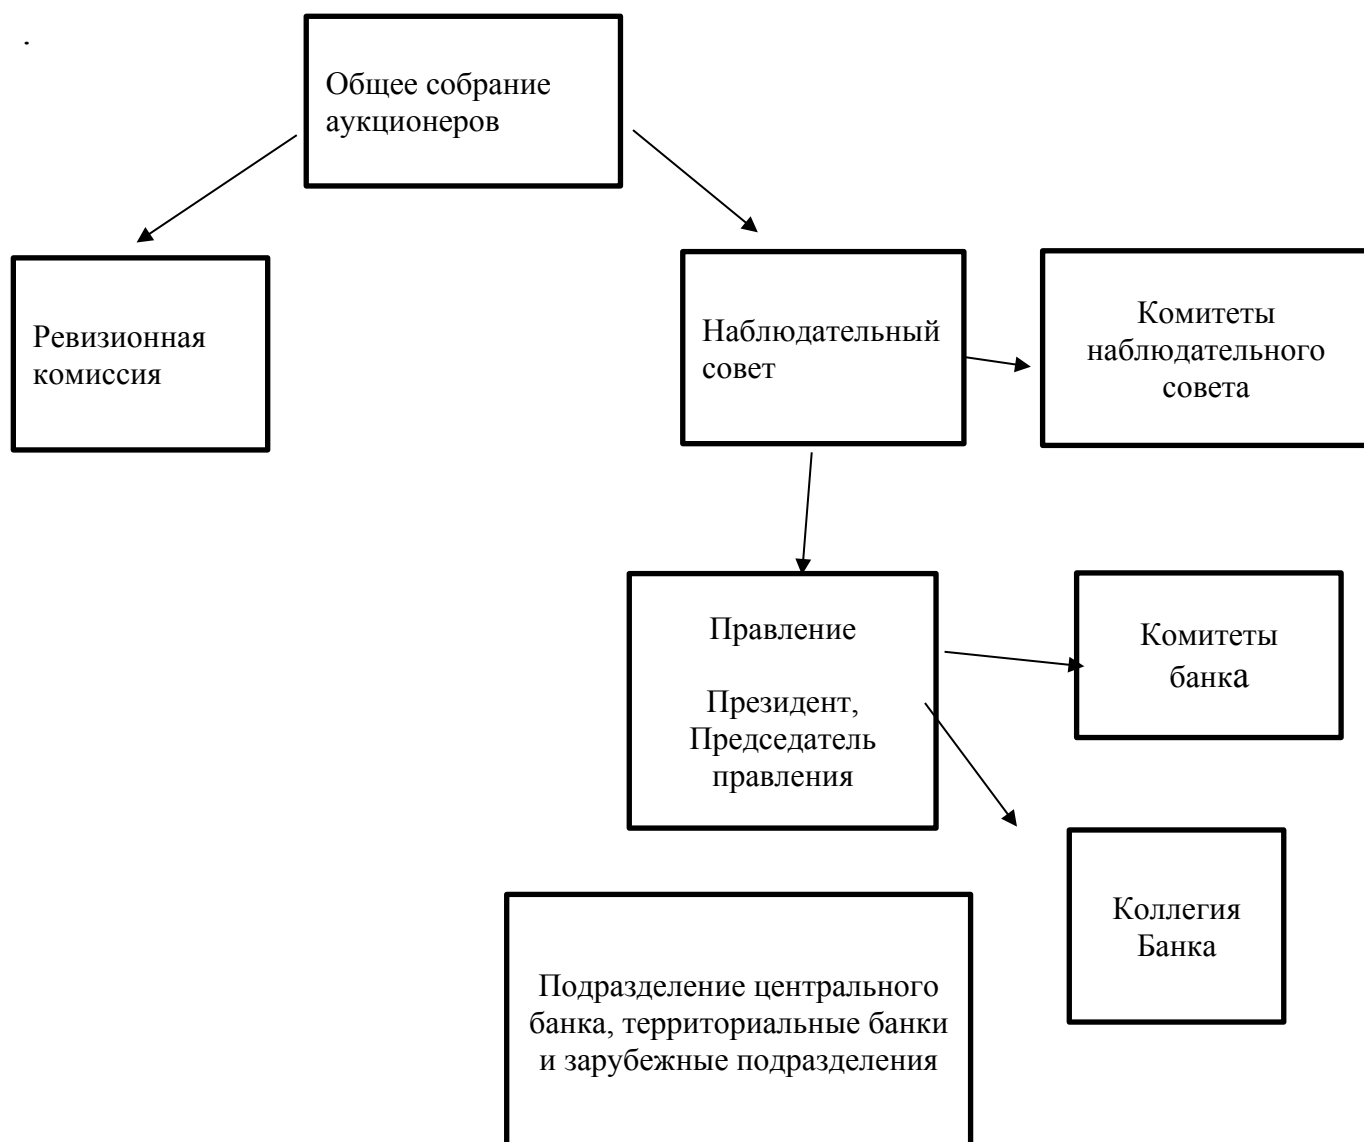 .
Общее собрание
аукционеров
Ревизионная
комиссия
Наблюдательный
совет
Комитеты
наблюдательного
совета
Правление
Президент,
Председатель
правления
Комитеты
банка
Коллегия
Банка
Подразделение центрального
банка, территориальные банки
и зарубежные подразделения